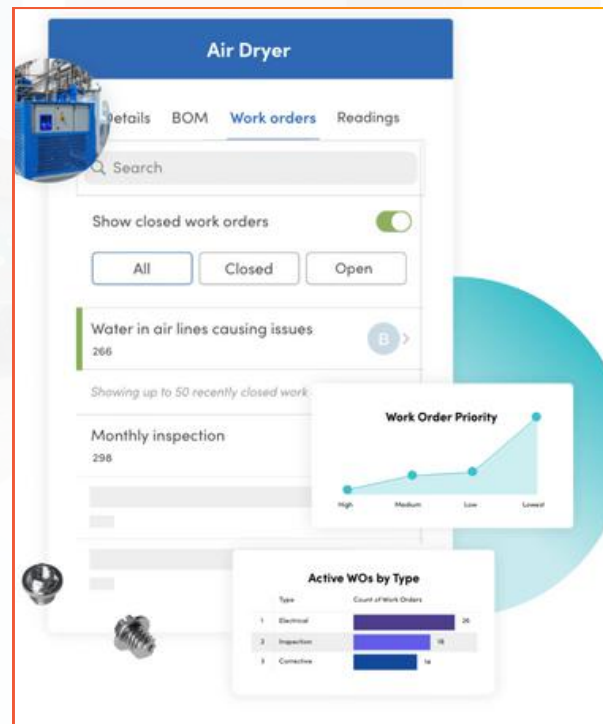 Air Dryer
Details BOM Work orders Readings
Search
Show closed work orders
All Closed Open
Water in air lines causing issues
266
B
Showing up to 50 recently closed work
Monthly inspection
298
Work Order Priority
High Medium Low Lowest
Active WOs by Type
Type Count of Work Orders
1 Electrical
2 Inspection 18
3 Corrective 14